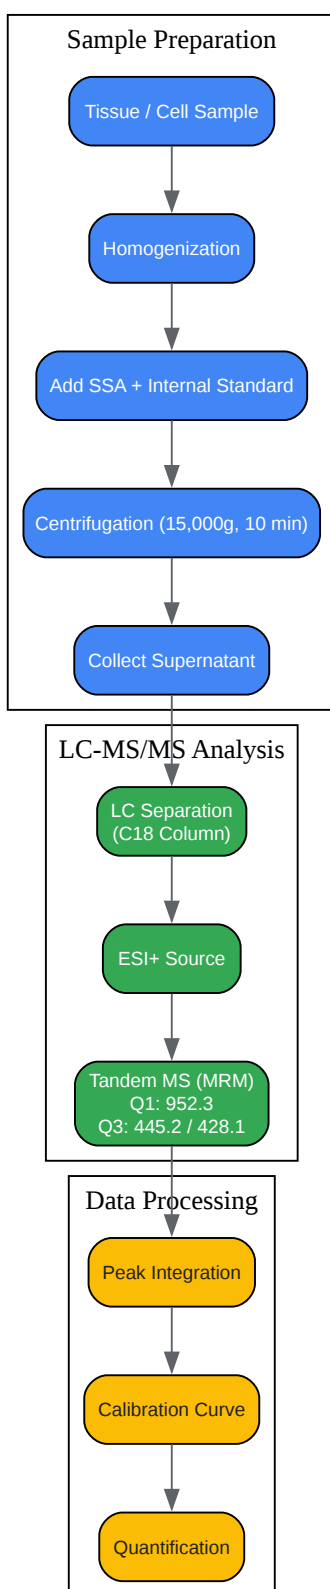 Sample Preparation
Tissue / Cell Sample
Homogenization
Add SSA + Internal Standard
Centrifugation (15,000g, 10 min)
Collect Supernatant
LC-MS/MS Analysis
LC Separation
(C18 Column)
ESI+ Source
Tandem MS (MRM)
Q1: 952.3
Q3: 445.2 / 428.1
Data Processing
Peak Integration
Calibration Curve
Quantification